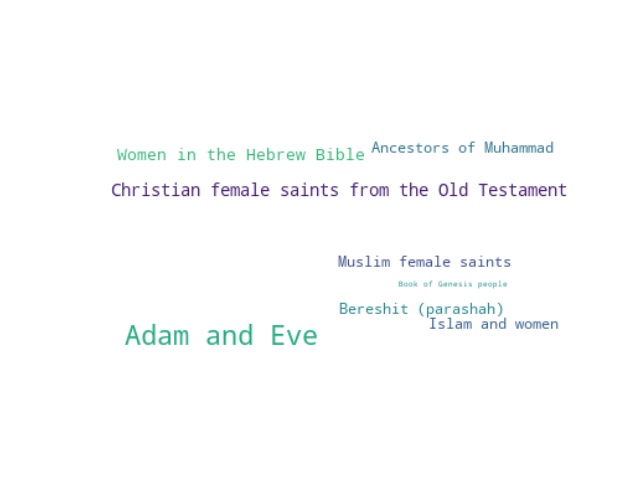 Women in the Hebrew Bible
Ancestors of Muhammad
Christian female saints from the Old Testament
Muslim female saints
Book of Genesis people
Bereshit (parashah)
Islam and women
Adam and Eve